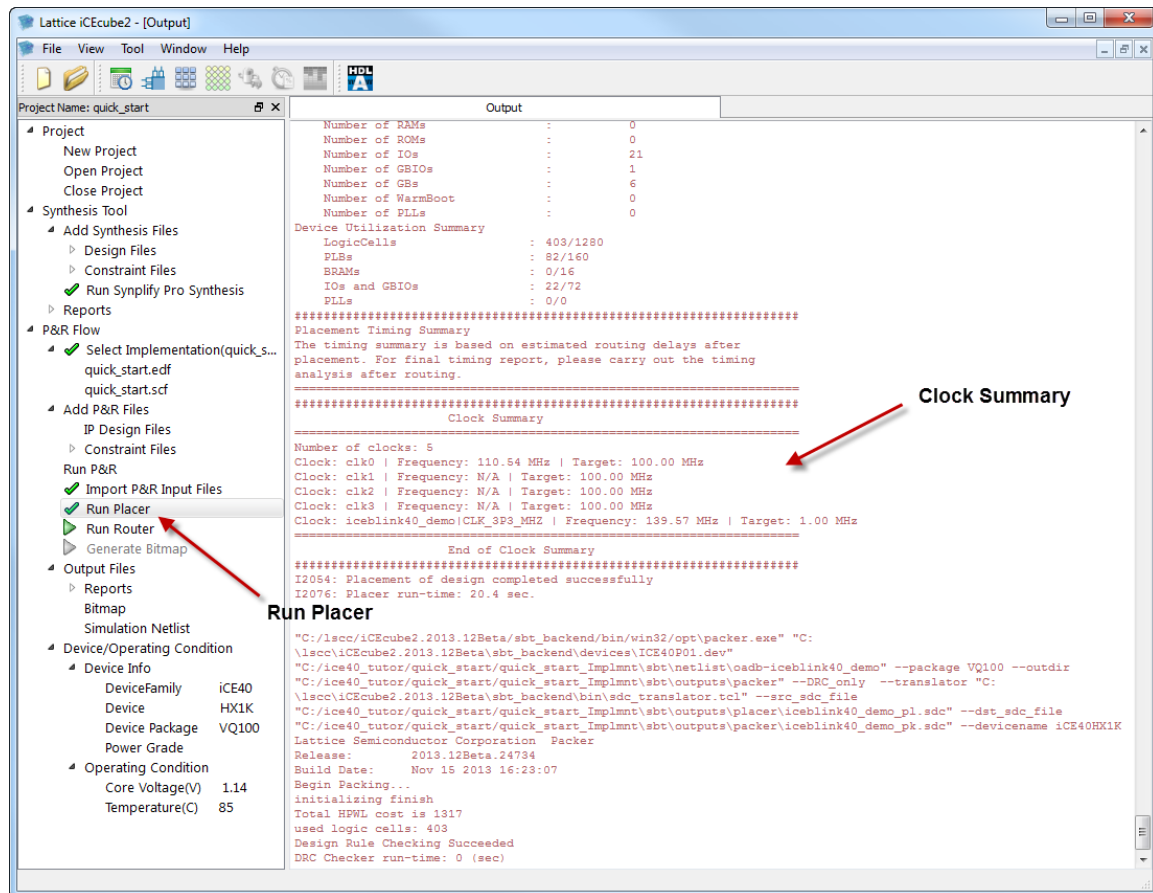 Lattice iCEcube2 - [Output]
File View Tool Window Help
HDL
A
Project Name: quick_start
Project
New Project
Open Project
Close Project
Synthesis Tool
Add Synthesis Files
Design Files
Constraint Files
Run Synplify Pro Synthesis
Reports
P&R Flow
Select Implementation(quick_s...
quick_start.edf
quick_start.scf
Add P&R Files
IP Design Files
Constraint Files
Run P&R
Import P&R Input Files
Run Placer
Run Router
Generate Bitmap
Output Files
Reports
Bitmap
Simulation Netlist
Device/Operating Condition
Device Info
DeviceFamily iCE40
Device HX1K
Device Package VQ100
Power Grade
Operating Condition
Core Voltage(V) 1.14
Temperature(C) 85
Output
Number of RAMs : 0
Number of ROMs : 0
Number of IOs : 21
Number of GBIOs : 1
Number of GBs : 6
Number of WarmBoot : 0
Number of PLLs : 0
Device Utilization Summary
LogicCells : 403/1280
PLBs : 82/160
BRAMs : 0/16
IOs and GBIOs : 22/72
PLLs : 0/0
#####################################################################
Placement Timing Summary
The timing summary is based on estimated routing delays after
placement. For final timing report, please carry out the timing
analysis after routing.
=====================================================================
#####################################################################
Clock Summary
=====================================================================
Number of clocks: 5
Clock: clk0 | Frequency: 110.54 MHz | Target: 100.00 MHz
Clock: clk1 | Frequency: N/A | Target: 100.00 MHz
Clock: clk2 | Frequency: N/A | Target: 100.00 MHz
Clock: clk3 | Frequency: N/A | Target: 100.00 MHz
Clock: iceblink40_demo|CLK_3P3_MHZ | Frequency: 139.57 MHz | Target: 1.00 MHz
=====================================================================
End of Clock Summary
#####################################################################
I2054: Placement of design completed successfully
I2076: Placer run-time: 20.4 sec.
"C:/lscc/iCEcube2.2013.12Beta/sbt_backend/bin/win32/opt\packer.exe" "C:
\lscc\iCEcube2.2013.12Beta\sbt_backend\devices\ICE40P01.dev"
"C:/ice40_tutor/quick_start/quick_start_Implmnt\sbt\netlist\oadb-iceblink40_demo" --package VQ100 --outdir
"C:/ice40_tutor/quick_start/quick_start_Implmnt\sbt\outputs\packer" --DRC_only --translator "C:
\lscc\iCEcube2.2013.12Beta\sbt_backend\bin\sdc_translator.tcl" --src_sdc_file
"C:/ice40_tutor/quick_start/quick_start_Implmnt\sbt\outputs\placer\iceblink40_demo_pl.sdc" --dst_sdc_file
"C:/ice40_tutor/quick_start/quick_start_Implmnt\sbt\outputs\packer\iceblink40_demo_pk.sdc" --devicename iCE40HX1K
Lattice Semiconductor Corporation Packer
Release: 2013.12Beta.24734
Build Date: Nov 15 2013 16:23:07
Begin Packing...
initializing finish
Total HPWL cost is 1317
used logic cells: 403
Design Rule Checking Succeeded
DRC Checker run-time: 0 (sec)
Clock Summary
Run Placer